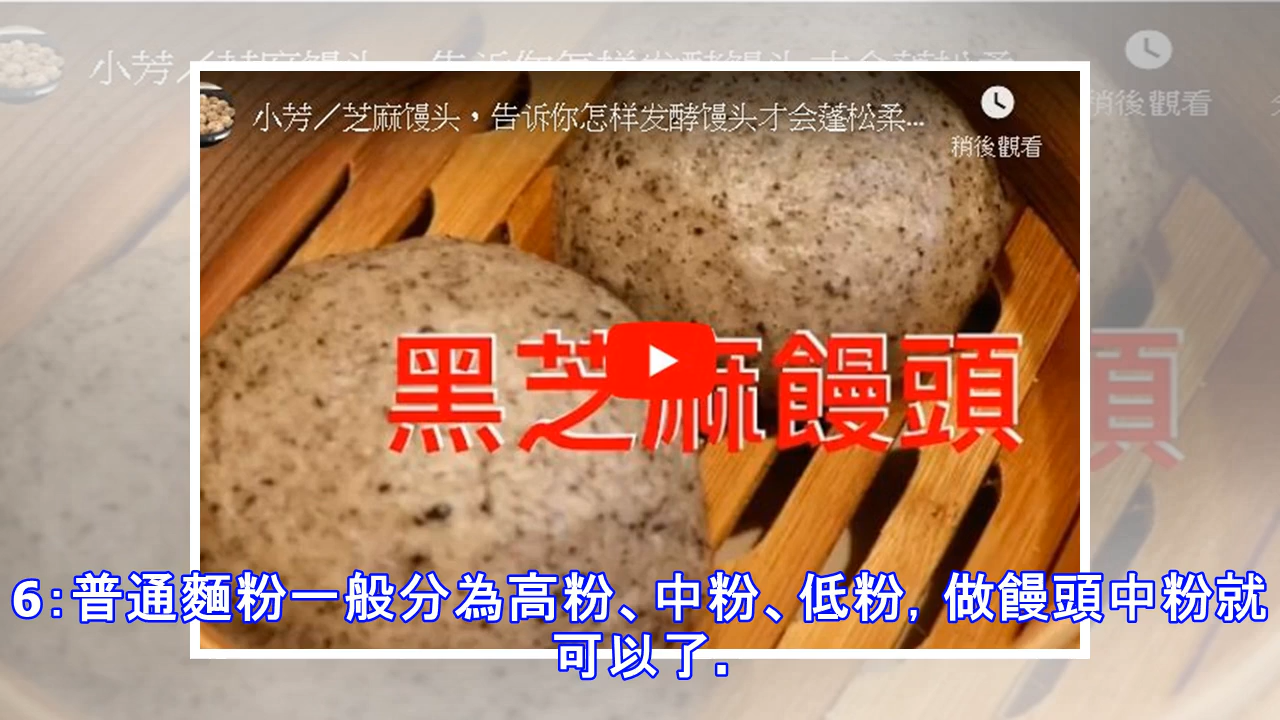 小芳／芝麻馒头，告诉你怎样发酵馒头才会蓬松柔...
稍後觀看
黑芝麻饅頭
6:普通麵粉一般分為高粉、中粉、低粉, 做饅頭中粉就
可以了.